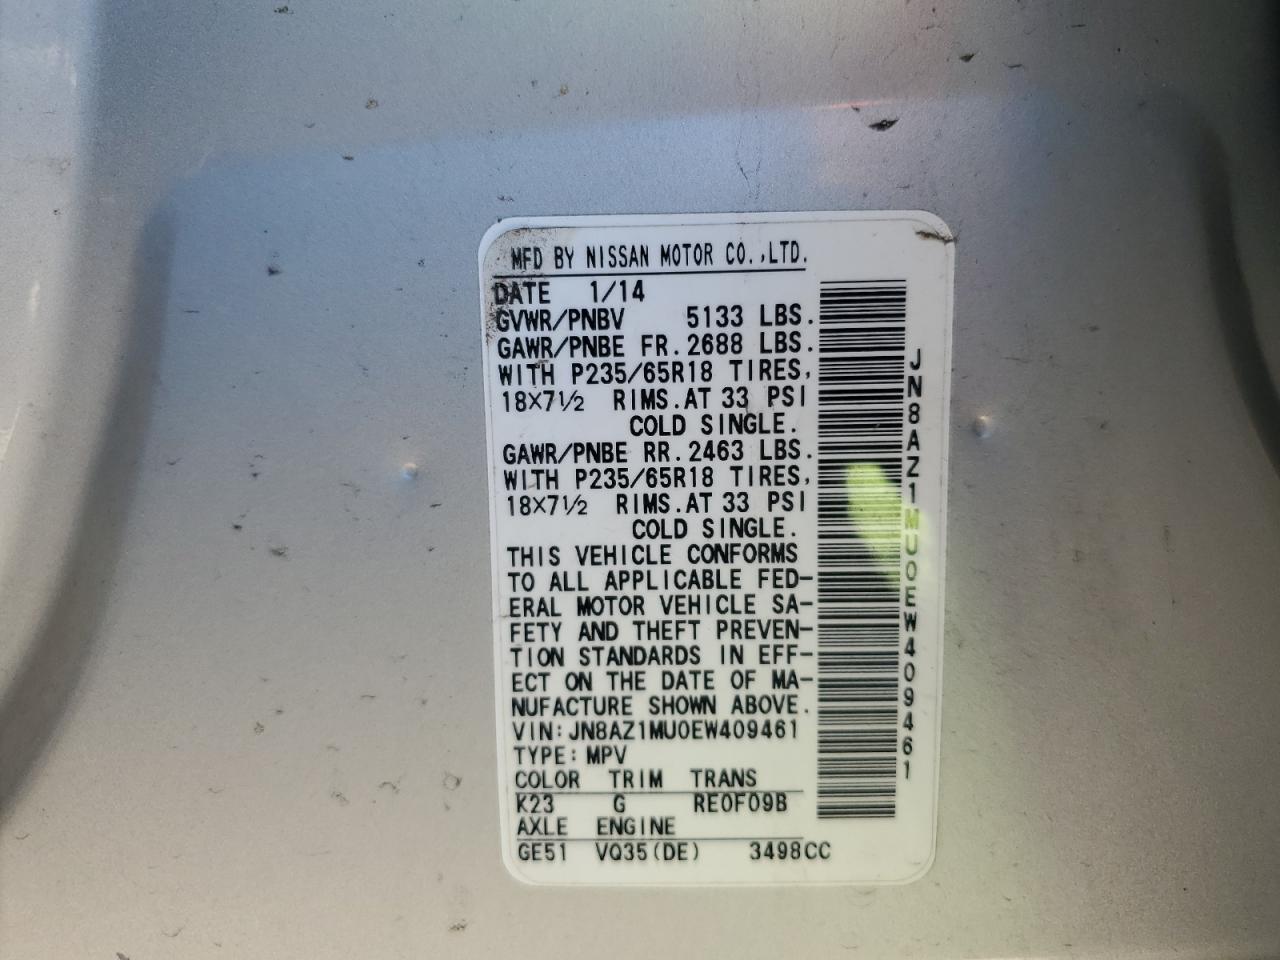 MFD BY NISSAN MOTOR CO.,LTD.
DATE 1/14
GVWR/PNBV 5133 LBS.
GAWR/PNBE FR.2688 LBS.
WITH P235/65R18 TIRES,
18×7½ RIMS.AT 33 PSI
COLD SINGLE.
GAWR/PNBE RR.2463 LBS.
WITH P235/65R18 TIRES,
18×7½ RIMS.AT 33 PSI
COLD SINGLE.
THIS VEHICLE CONFORMS
TO ALL APPLICABLE FED-
ERAL MOTOR VEHICLE SA-
FETY AND THEFT PREVEN-
TION STANDARDS IN EFF-
ECT ON THE DATE OF MA-
NUFACTURE SHOWN ABOVE.
VIN:JN8AZ1MU0EW409461
TYPE:MPV
COLOR TRIM TRANS
K23 G RE0F09B
AXLE ENGINE
GE51 VQ35(DE) 3498CC
JN8AZ1MU0EW409461